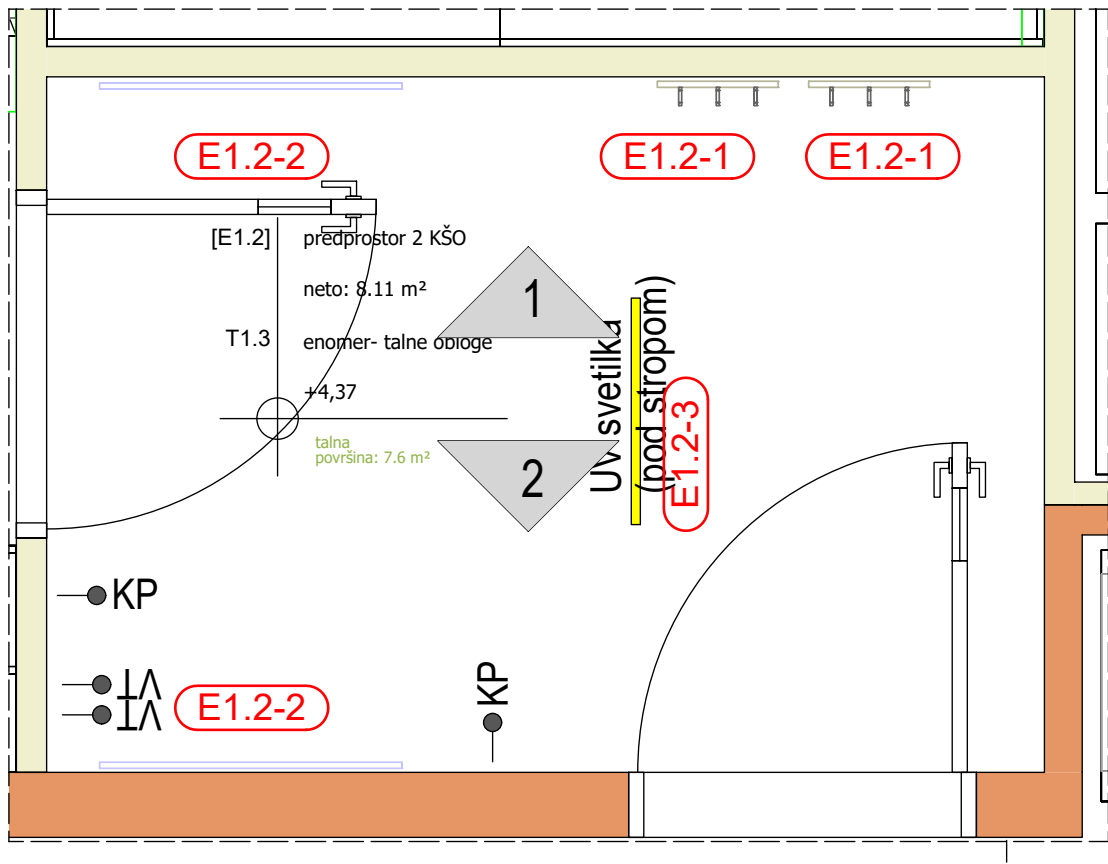 E1.2-2
E1.2-1
E1.2-1
[E1.2]
predprostor 2 KŠO
neto: 8.11 m²
T1.3
enomer- talne obloge
+4,37
talna
površina: 7.6 m²
1
2
UV svetilka
(pod stropom)
E1.2-3
KP
VT
VT
E1.2-2
KP